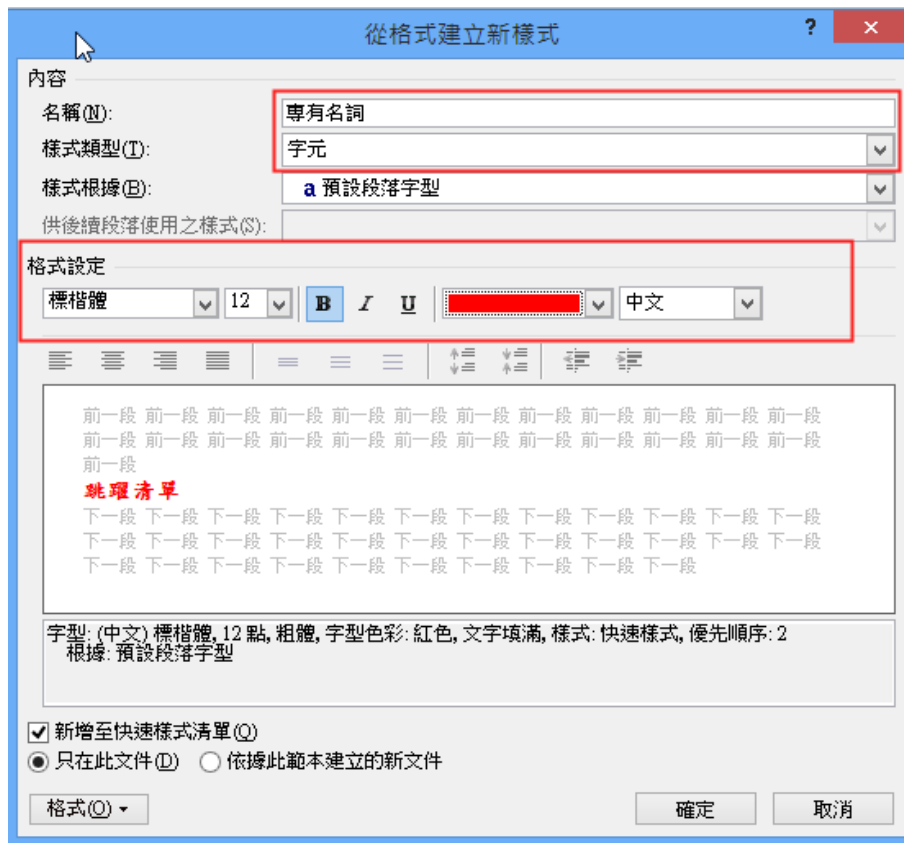 從格式建立新樣式 ?
內容
名稱(N): 專有名詞
樣式類型(T): 字元
樣式根據(B): a 預設段落字型
供後續段落使用之樣式(S):
格式設定
標楷體 12 B I U 中文
前一段 前一段 前一段 前一段 前一段 前一段 前一段 前一段 前一段 前一段 前一段 前一段
前一段 前一段 前一段 前一段 前一段 前一段 前一段 前一段 前一段 前一段 前一段 前一段
前一段
跳躍清單
下一段 下一段 下一段 下一段 下一段 下一段 下一段 下一段 下一段 下一段 下一段 下一段
下一段 下一段 下一段 下一段 下一段 下一段 下一段 下一段 下一段 下一段 下一段 下一段
下一段 下一段 下一段 下一段 下一段 下一段 下一段 下一段 下一段 下一段
字型: (中文) 標楷體, 12 點, 粗體, 字型色彩: 紅色, 文字填滿, 樣式: 快速樣式, 優先順序: 2
根據: 預設段落字型
新增至快速樣式清單(Q)
只在此文件(D) 依據此範本建立的新文件
格式(O) 確定 取消